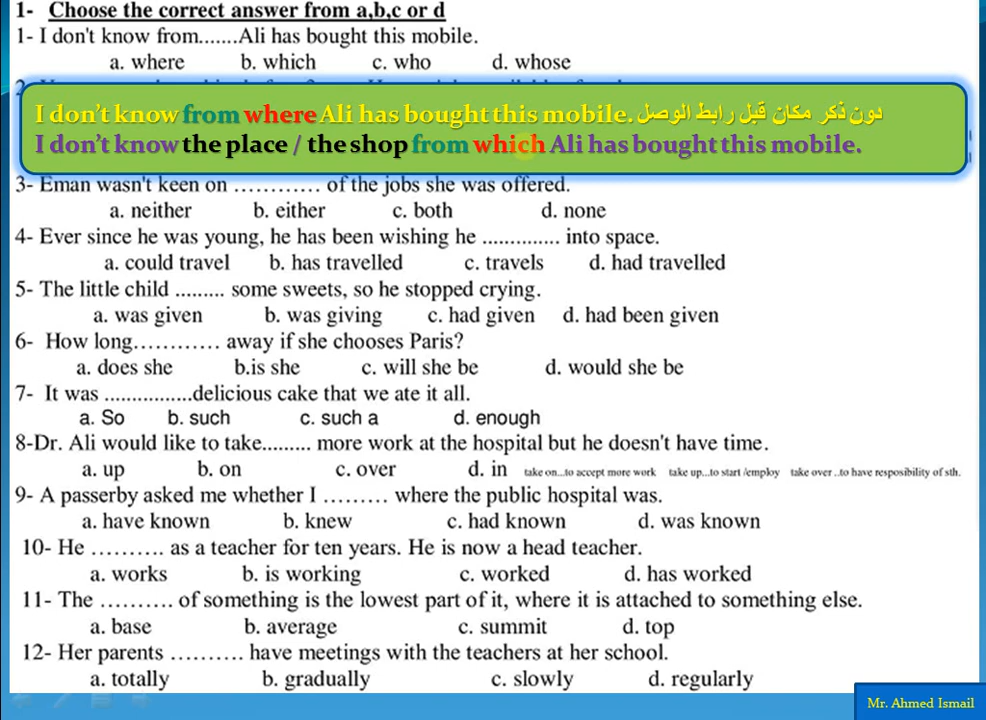 1- Choose the correct answer from a,b,c or d
1- I don't know from.......Ali has bought this mobile.
a. where b. which c. who d. whose
I don't know from where Ali has bought this mobile. دون ذكر مكان قبل رابط الوصل
I don't know the place / the shop from which Ali has bought this mobile.
3- Eman wasn't keen on ............ of the jobs she was offered.
a. neither b. either c. both d. none
4- Ever since he was young, he has been wishing he .............. into space.
a. could travel b. has travelled c. travels d. had travelled
5- The little child ......... some sweets, so he stopped crying.
a. was given b. was giving c. had given d. had been given
6- How long............ away if she chooses Paris?
a. does she b.is she c. will she be d. would she be
7- It was ................delicious cake that we ate it all.
a. So b. such c. such a d. enough
8-Dr. Ali would like to take......... more work at the hospital but he doesn't have time.
a. up b. on c. over d. in take on...to accept more work take up...to start /employ take over ..to have resposibility of sth.
9- A passerby asked me whether I ......... where the public hospital was.
a. have known b. knew c. had known d. was known
10- He .......... as a teacher for ten years. He is now a head teacher.
a. works b. is working c. worked d. has worked
11- The .......... of something is the lowest part of it, where it is attached to something else.
a. base b. average c. summit d. top
12- Her parents .......... have meetings with the teachers at her school.
a. totally b. gradually c. slowly d. regularly
Mr. Ahmed Ismail